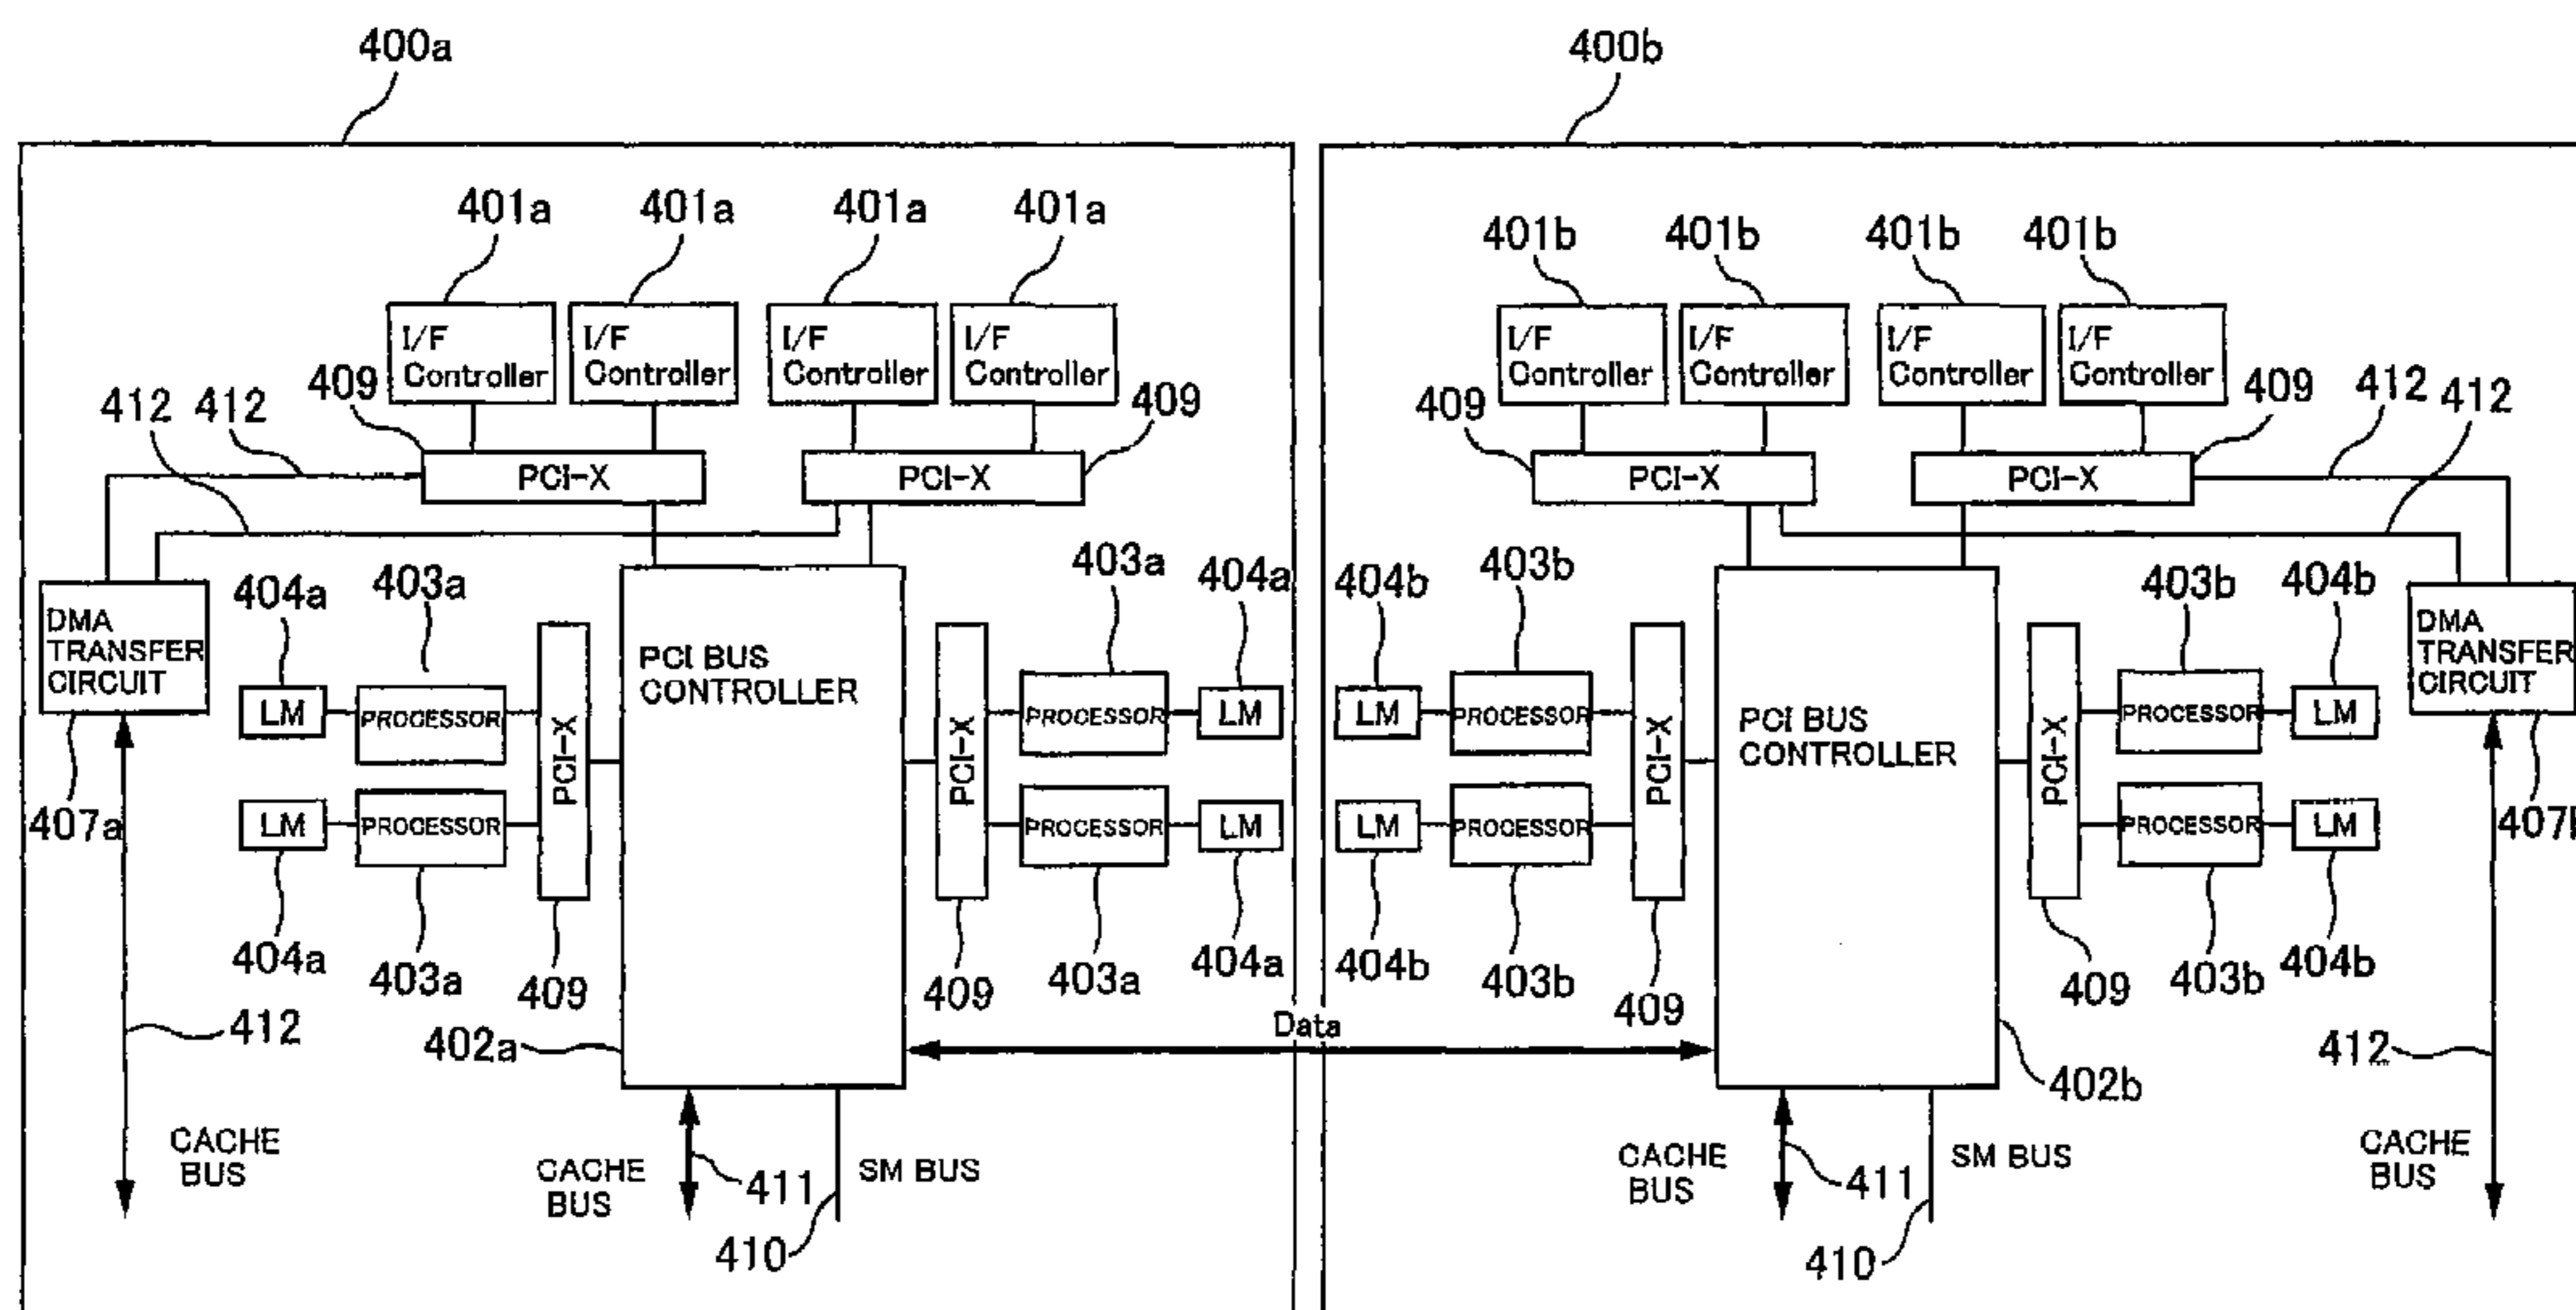 400a
400b
401a 401a 401a 401a
401b 401b 401b 401b
I/F
Controller
I/F
Controller
I/F
Controller
I/F
Controller
I/F
Controller
I/F
Controller
I/F
Controller
I/F
Controller
412 412 409
409
409
409 412 412
PCI-X
PCI-X
PCI-X
PCI-X
DMA
TRANSFER
CIRCUIT
407a
404a 403a
LM
PROCESSOR
LM
PROCESSOR
404a 403a
PCI-X
409
PCI BUS
CONTROLLER
402a
PCI-X
409
403a 404a
PROCESSOR
LM
PROCESSOR
LM
403a 404a
404b 403b
LM
PROCESSOR
LM
PROCESSOR
404b 403b
PCI-X
409
PCI BUS
CONTROLLER
402b
PCI-X
409
403b 404b
PROCESSOR
LM
PROCESSOR
LM
403b 404b
DMA
TRANSFER
CIRCUIT
Data
412
412
CACHE
BUS
CACHE
BUS
411
SM BUS
410
CACHE
BUS
411
SM BUS
410
CACHE
BUS